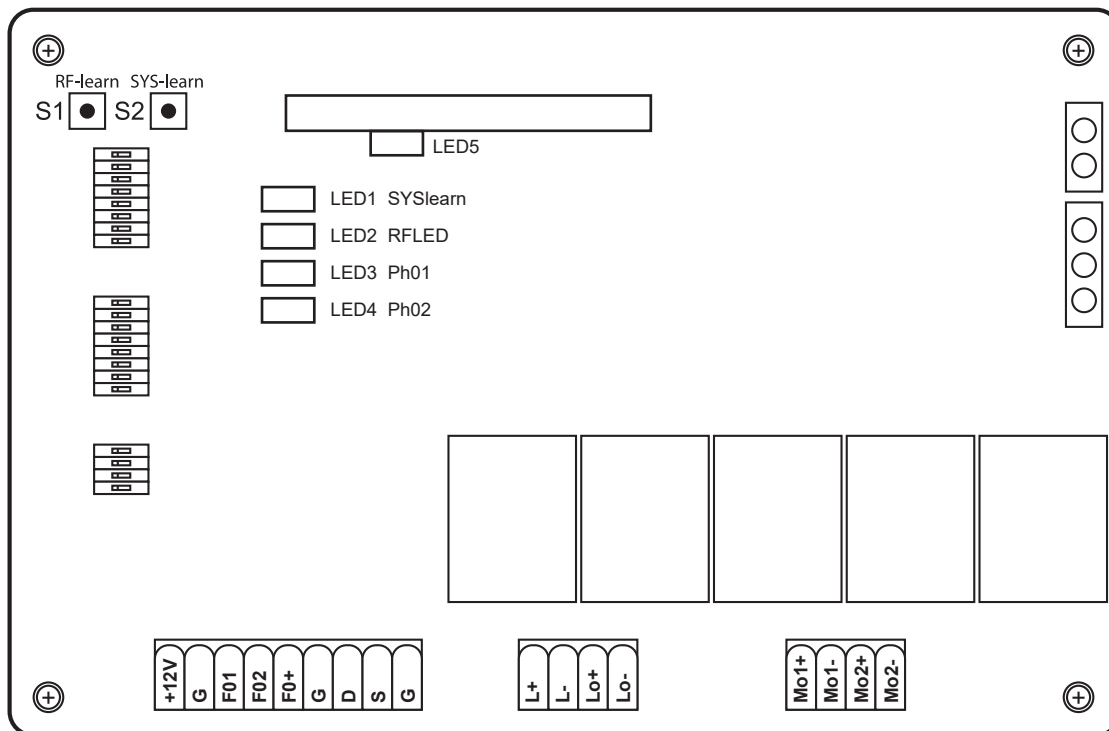 RF-learn SYS-learn
S1 S2
LED5
LED1 SYSlearn
LED2 RFLED
LED3 Ph01
LED4 Ph02
+12V G F01 F02 F0+ G D S G
L+ L- Lo+ Lo-
Mo1+ Mo1- Mo2+ Mo2-